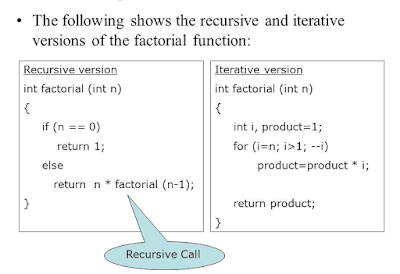 • The following shows the recursive and iterative
versions of the factorial function:
Recursive version
int factorial (int n)
{
if (n == 0)
return 1;
else
return n * factorial (n-1);
}
Recursive Call
Iterative version
int factorial (int n)
{
int i, product=1;
for (i=n; i>1; --i)
product=product * i;
return product;
}